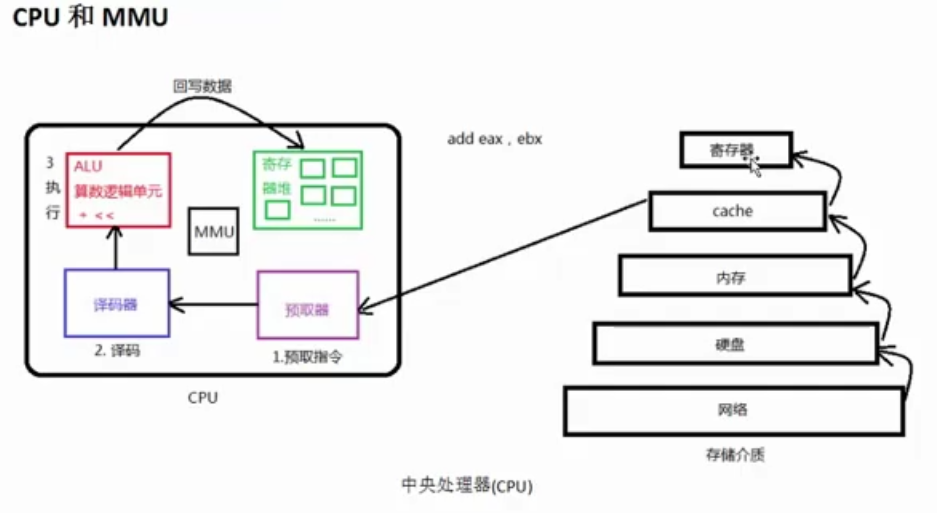 CPU 和 MMU
回写数据
add eax , ebx
3
执
行
ALU
算数逻辑单元
+ <<
寄存
器堆
......
MMU
译码器
预取器
2. 译码
1.预取指令
CPU
寄存器
cache
内存
硬盘
网络
存储介质
中央处理器(CPU)